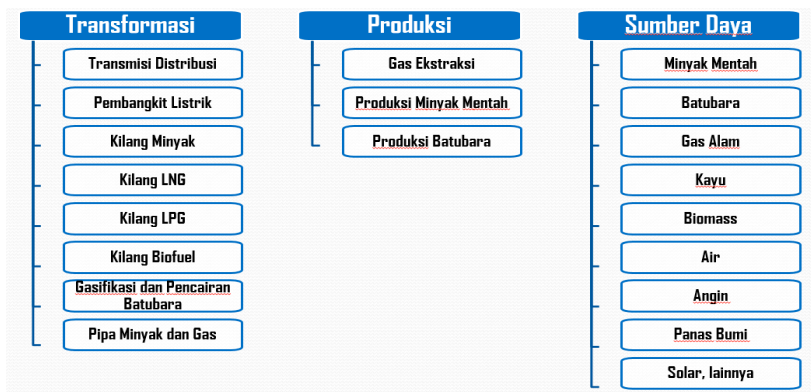 Transformasi
Transmisi Distribusi
Pembangkit Listrik
Kilang Minyak
Kilang LNG
Kilang LPG
Kilang Biofuel
Gasifikasi dan Pencairan
Batubara
Pipa Minyak dan Gas
Produksi
Gas Ekstraksi
Produksi Minyak Mentah
Produksi Batubara
Sumber Daya
Minyak Mentah
Batubara
Gas Alam
Kayu
Biomass
Air
Angin
Panas Bumi
Solar, lainnya